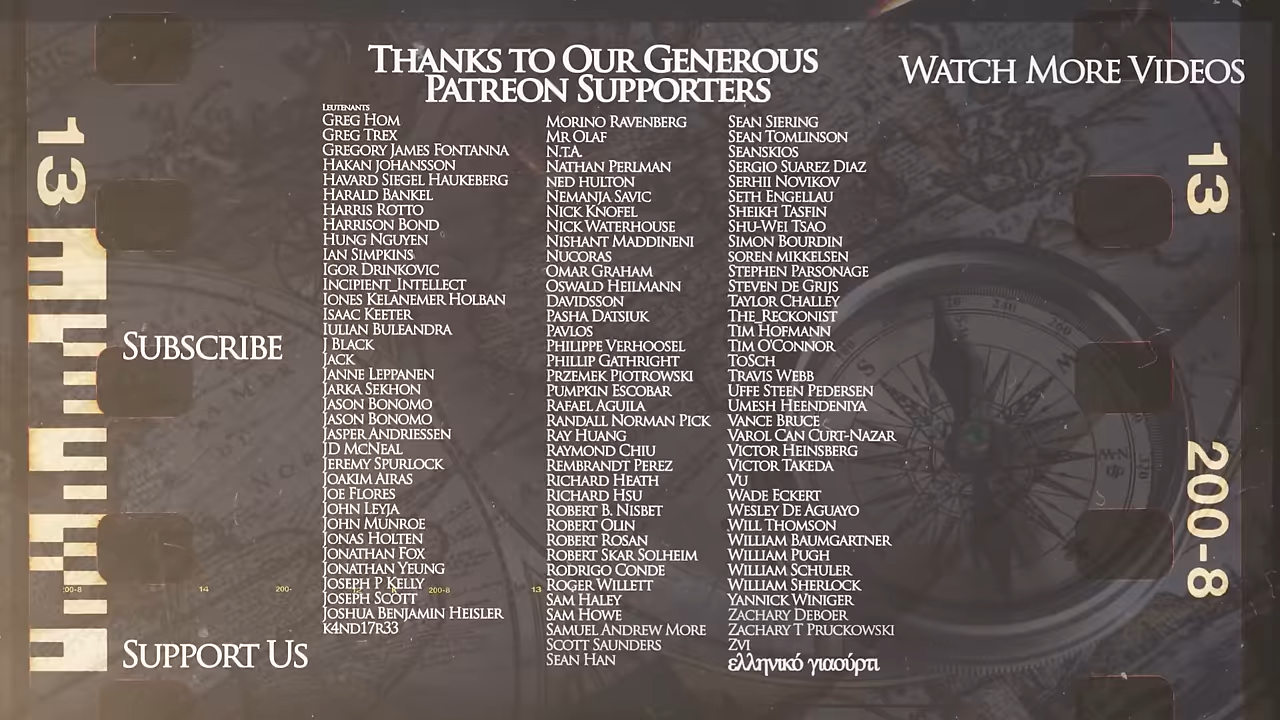 THANKS TO OUR GENEROUS
PATREON SUPPORTERS
WATCH MORE VIDEOS
LEUTENANTS
GREG HOM
GREG TREX
GREGORY JAMES FONTANNA
HAKAN JOHANSSON
HAVARD SIEGEL HAUKEBERG
HARALD BANKEL
HARRIS ROTTO
HARRISON BOND
HUNG NGUYEN
IAN SIMPKINS
IGOR DRINKOVIC
INCIPIENT_INTELLECT
IONES KELANEMER HOLBAN
ISAAC KEETER
IULIAN BULEANDRA
J BLACK
JACK
JANNE LEPPANEN
JARKA SEKHON
JASON BONOMO
JASON BONOMO
JASPER ANDRIESSEN
JD MCNEAL
JEREMY SPURLOCK
JOAKIM AIRAS
JOE FLORES
JOHN LEYJA
JOHN MUNROE
JONAS HOLTEN
JONATHAN FOX
JONATHAN YEUNG
JOSEPH P KELLY
JOSEPH SCOTT
JOSHUA BENJAMIN HEISLER
K4ND17R33
MORINO RAVENBERG
MR OLAF
N.T.A.
NATHAN PERLMAN
NED HULTON
NEMANJA SAVIC
NICK KNOFEL
NICK WATERHOUSE
NISHANT MADDINENI
NUCORAS
OMAR GRAHAM
OSWALD HEILMANN
DAVIDSSON
PASHA DATSIUK
PAVLOS
PHILIPPE VERHOOSEL
PHILLIP GATHRIGHT
PRZEMEK PIOTROWSKI
PUMPKIN ESCOBAR
RAFAEL AGUILA
RANDALL NORMAN PICK
RAY HUANG
RAYMOND CHIU
REMBRANDT PEREZ
RICHARD HEATH
RICHARD HSU
ROBERT B. NISBET
ROBERT OLIN
ROBERT ROSAN
ROBERT SKAR SOLHEIM
RODRIGO CONDE
ROGER WILLETT
SAM HALEY
SAM HOWE
SAMUEL ANDREW MORE
SCOTT SAUNDERS
SEAN HAN
SEAN SIERING
SEAN TOMLINSON
SEANSKIOS
SERGIO SUAREZ DIAZ
SERHII NOVIKOV
SETH ENGELLAU
SHEIKH TASFIN
SHU-WEI TSAO
SIMON BOURDIN
SOREN MIKKELSEN
STEPHEN PARSONAGE
STEVEN DE GRIJS
TAYLOR CHALLEY
THE_RECKONIST
TIM HOFMANN
TIM O'CONNOR
TOSCH
TRAVIS WEBB
UFFE STEEN PEDERSEN
UMESH HEENDENIYA
VANCE BRUCE
VAROL CAN CURT-NAZAR
VICTOR HEINSBERG
VICTOR TAKEDA
VU
WADE ECKERT
WESLEY DE AGUAYO
WILL THOMSON
WILLIAM BAUMGARTNER
WILLIAM PUGH
WILLIAM SCHULER
WILLIAM SHERLOCK
YANNICK WINIGER
ZACHARY DEBOER
ZACHARY T PRUCKOWSKI
ZVI
ελληνικό γιαούρτι
SUBSCRIBE
SUPPORT US
13
13
200-8
14
200-
200-8
13